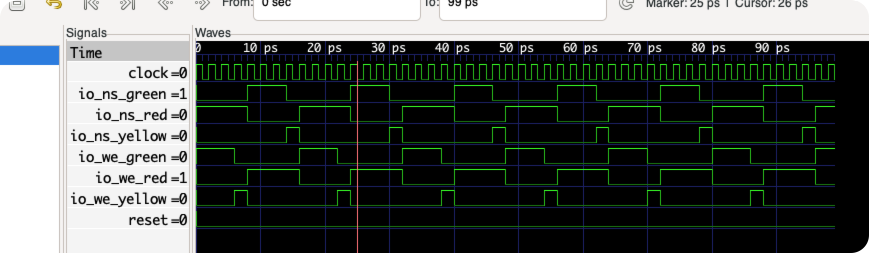 From: 0 sec To: 99 ps Marker: 25 ps | Cursor: 26 ps
Signals Waves
Time 0 10 ps 20 ps 30 ps 40 ps 50 ps 60 ps 70 ps 80 ps 90 ps
clock=0
io_ns_green=1
io_ns_red=0
io_ns_yellow=0
io_we_green=0
io_we_red=1
io_we_yellow=0
reset=0